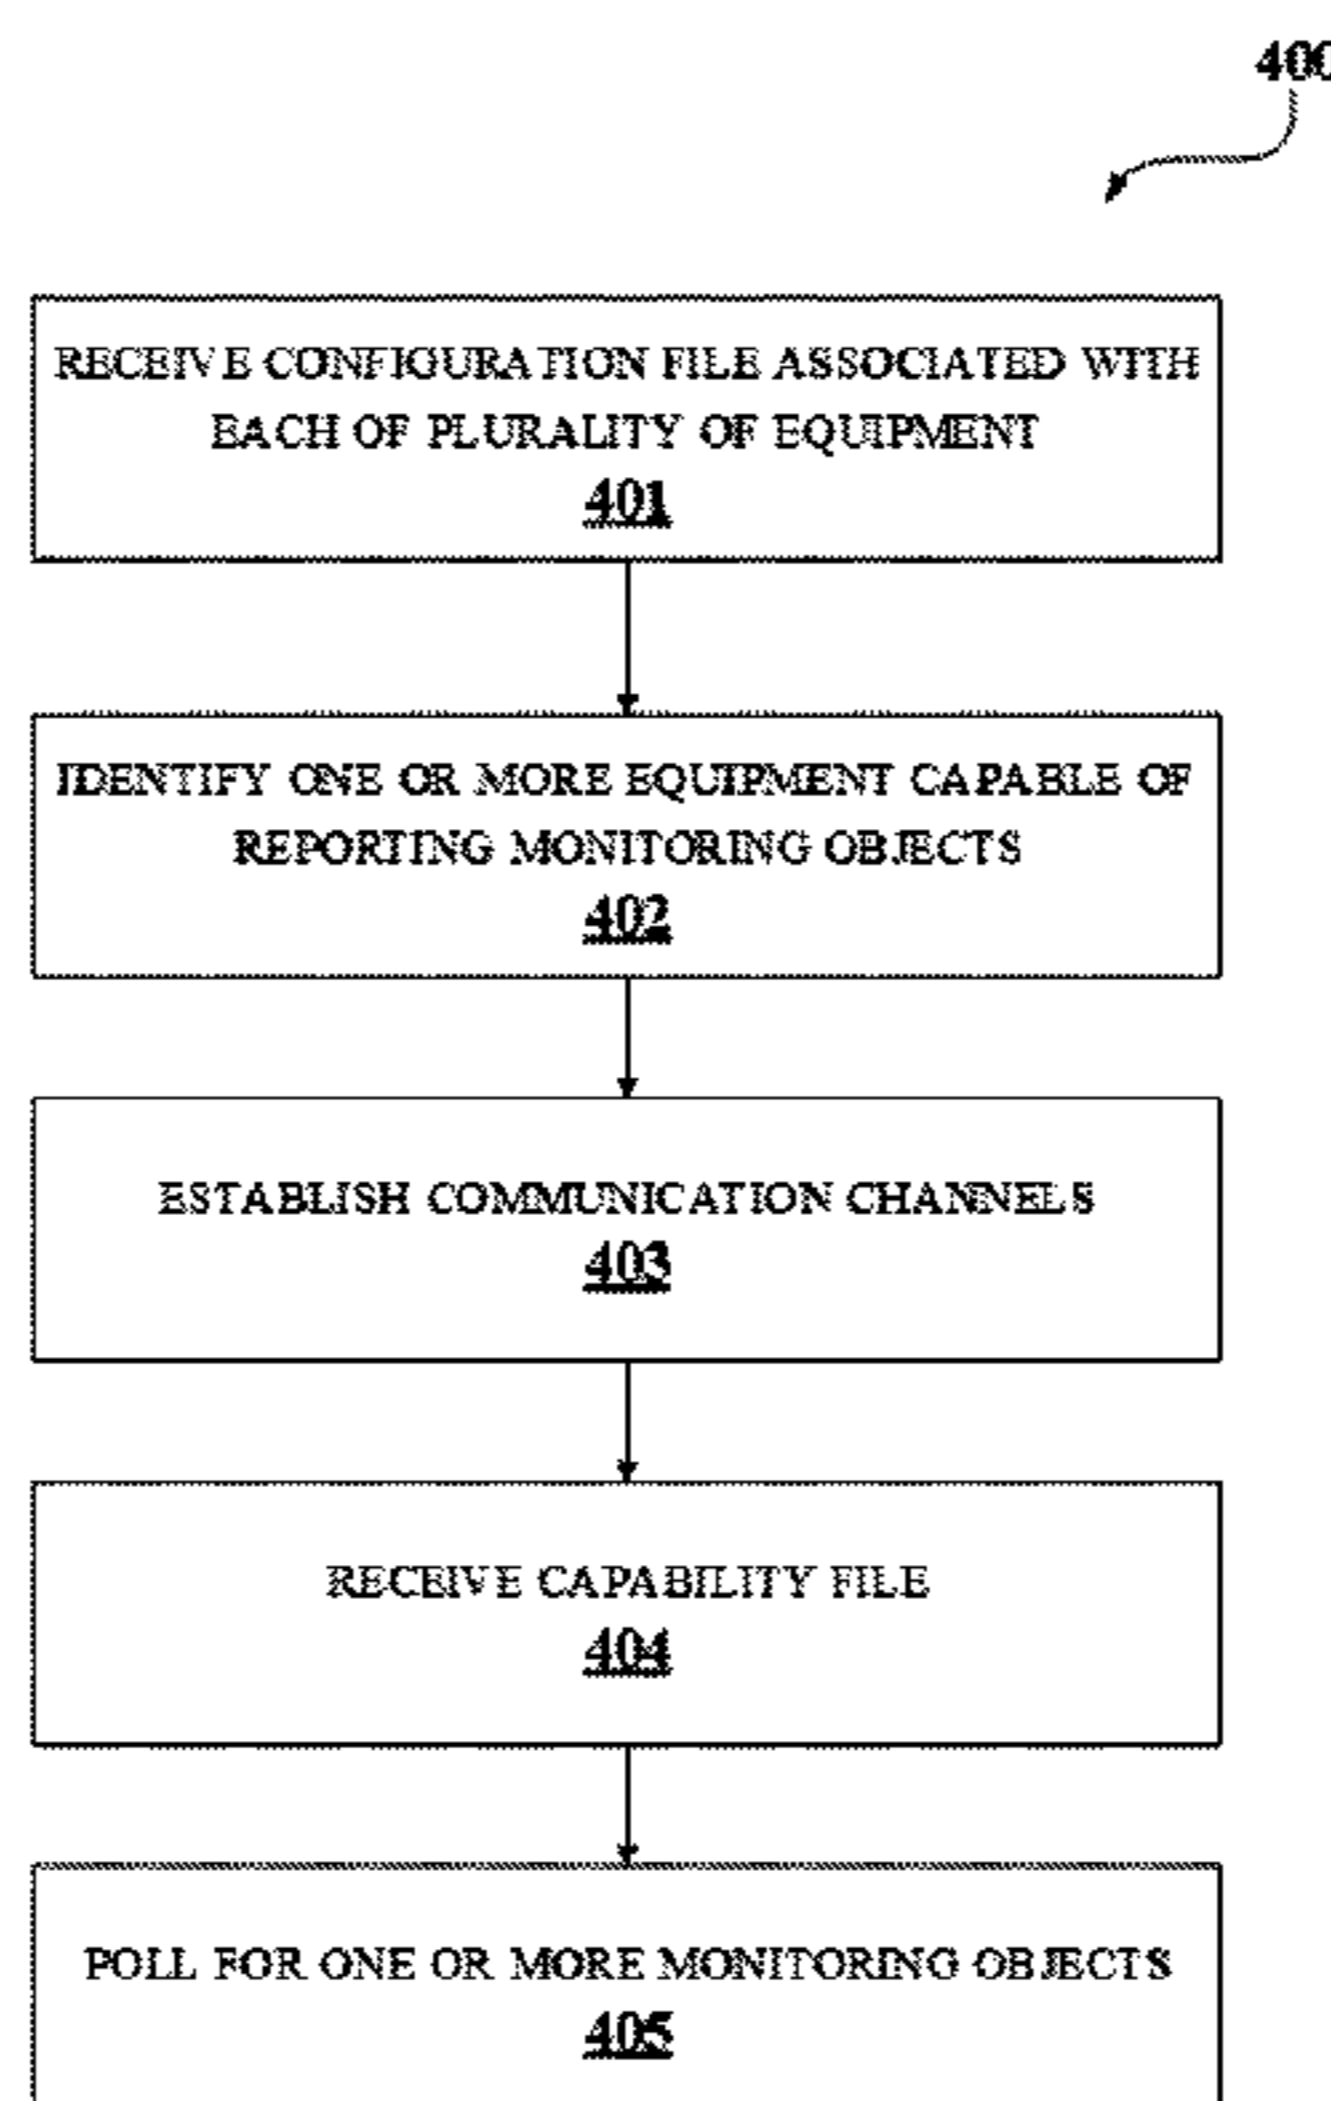 400
RECEIVE CONFIGURATION FILE ASSOCIATED WITH
EACH OF PLURALITY OF EQUIPMENT
401
IDENTIFY ONE OR MORE EQUIPMENT CAPABLE OF
REPORTING MONITORING OBJECTS
402
ESTABLISH COMMUNICATION CHANNELS
403
RECEIVE CAPABILITY FILE
404
POLL FOR ONE OR MORE MONITORING OBJECTS
405